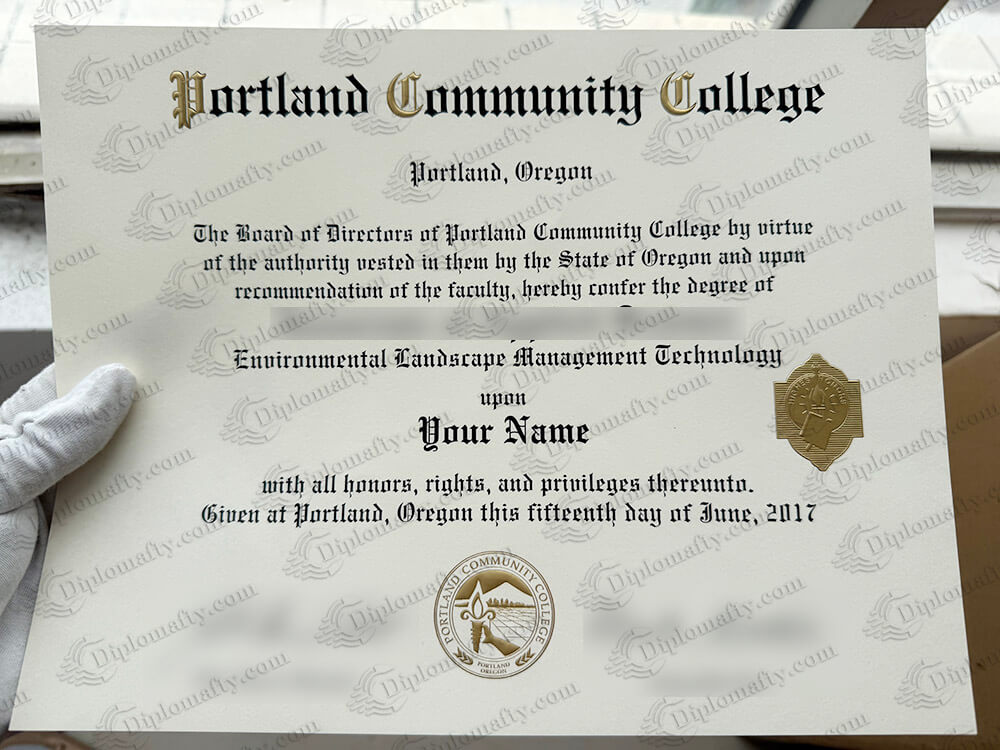 Portland Community College
Portland, Oregon
The Board of Directors of Portland Community College by virtue
of the authority vested in them by the State of Oregon and upon
recommendation of the faculty, hereby confer the degree of
Environmental Landscape Management Technology
upon
Your Name
with all honors, rights, and privileges thereunto.
Given at Portland, Oregon this fifteenth day of June, 2017
PORTLAND COMMUNITY COLLEGE
PORTLAND
OREGON
Diplomafty.com